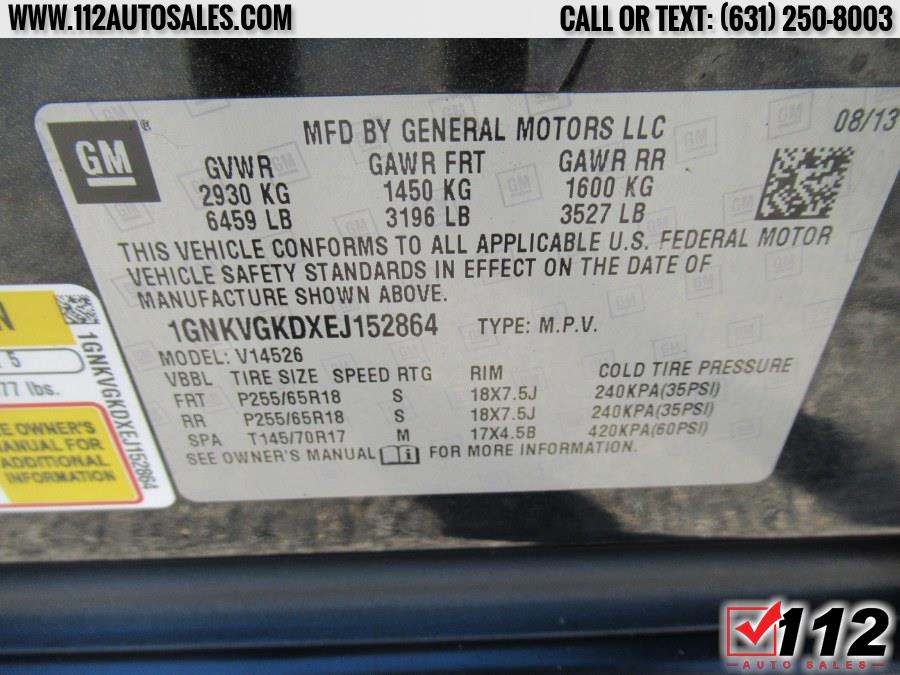 WWW.112AUTOSALES.COM
CALL OR TEXT: (631) 250-8003
GM
®
MFD BY GENERAL MOTORS LLC
08/13
GVWR GAWR FRT GAWR RR
2930 KG 1450 KG 1600 KG
6459 LB 3196 LB 3527 LB
THIS VEHICLE CONFORMS TO ALL APPLICABLE U.S. FEDERAL MOTOR
VEHICLE SAFETY STANDARDS IN EFFECT ON THE DATE OF
MANUFACTURE SHOWN ABOVE.
1GNKVGKDXEJ152864 TYPE: M.P.V.
MODEL: V14526
VBBL TIRE SIZE SPEED RTG RIM COLD TIRE PRESSURE
FRT P255/65R18 S 18X7.5J 240KPA(35PSI)
RR P255/65R18 S 18X7.5J 240KPA(35PSI)
SPA T145/70R17 M 17X4.5B 420KPA(60PSI)
SEE OWNER'S MANUAL FOR MORE INFORMATION.
N
5
77 lbs.
OWNER'S
MANUAL FOR
ADDITIONAL
INFORMATION
1GNKVGKDXEJ152864
112
AUTO SALES